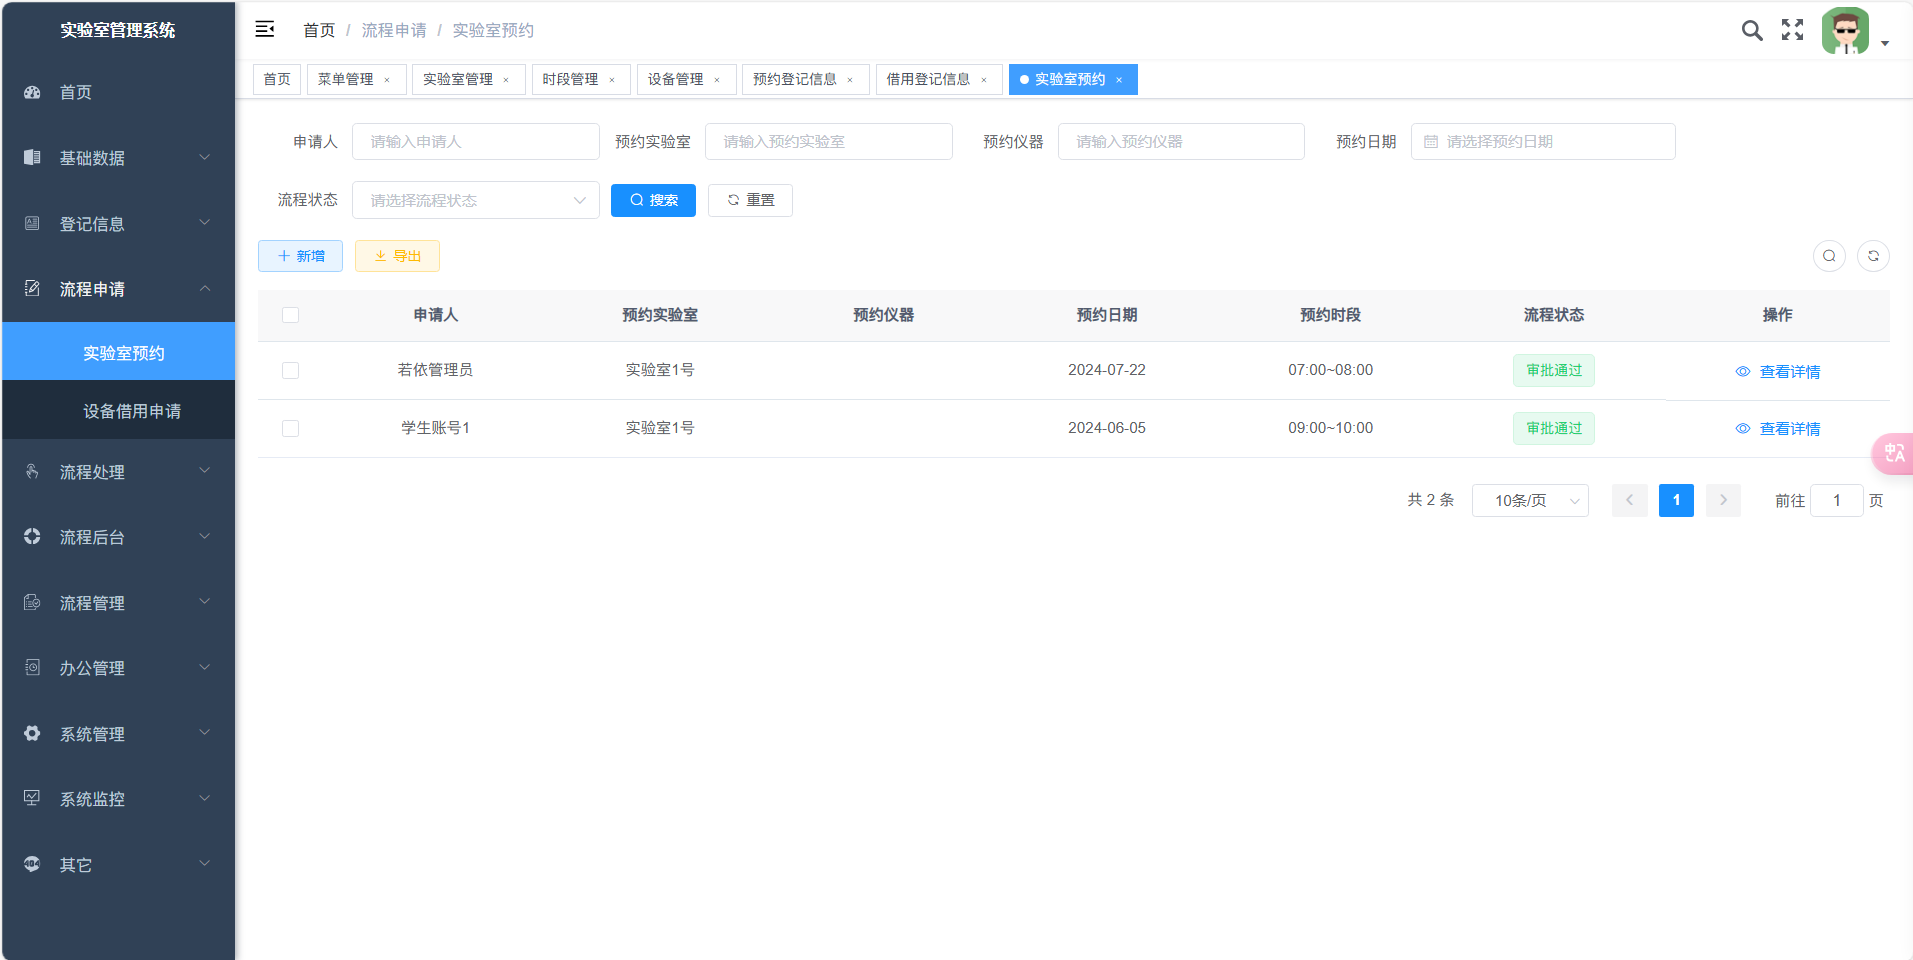 实验室管理系统
首页
基础数据
登记信息
流程申请
实验室预约
设备借用申请
流程处理
流程后台
流程管理
办公管理
系统管理
系统监控
其它
首页 / 流程申请 / 实验室预约
首页 菜单管理 × 实验室管理 × 时段管理 × 设备管理 × 预约登记信息 × 借用登记信息 × 实验室预约 ×
申请人 请输入申请人 预约实验室 请输入预约实验室 预约仪器 请输入预约仪器 预约日期 请选择预约日期
流程状态 请选择流程状态 搜索 重置
新增 导出
申请人 预约实验室 预约仪器 预约日期 预约时段 流程状态 操作
若依管理员 实验室1号 2024-07-22 07:00~08:00 审批通过 查看详情
学生账号1 实验室1号 2024-06-05 09:00~10:00 审批通过 查看详情
中A
共 2 条 10条/页 1 前往 1 页